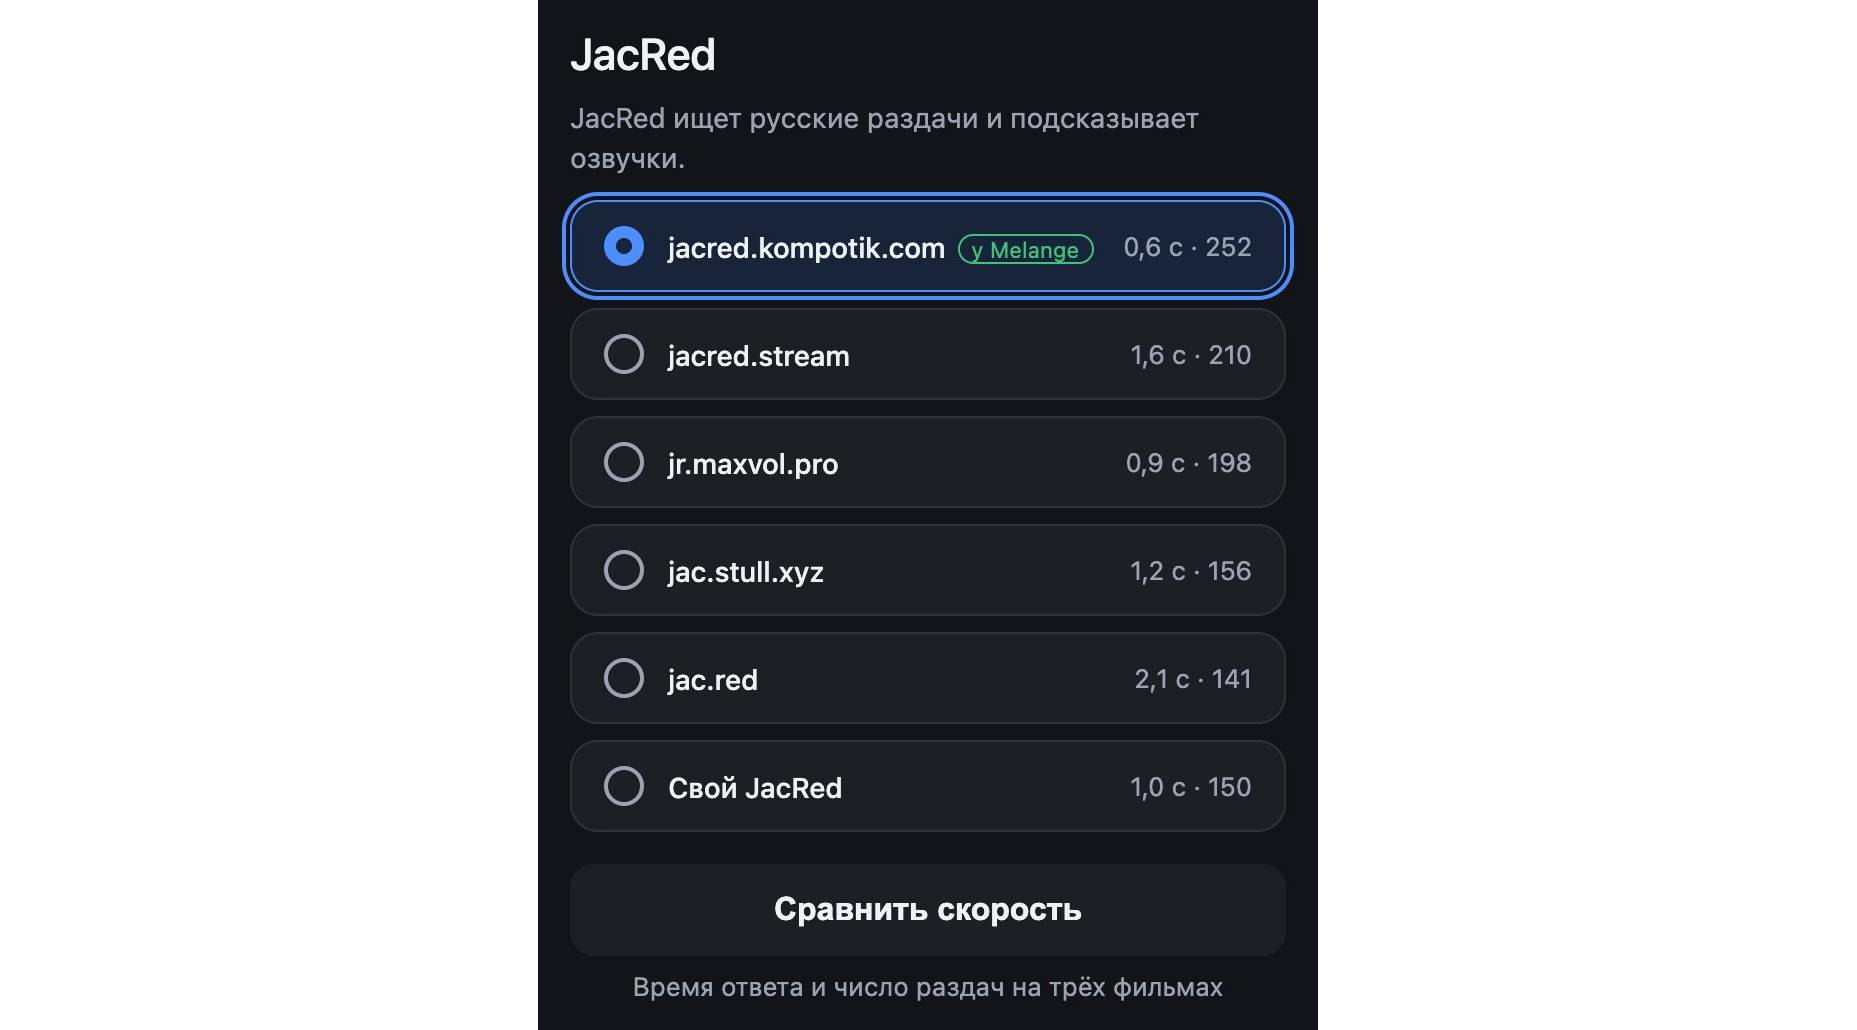 JacRed
JacRed ищет русские раздачи и подсказывает
озвучки.
jacred.kompotik.com у Melange 0,6 с · 252
jacred.stream 1,6 с · 210
jr.maxvol.pro 0,9 с · 198
jac.stull.xyz 1,2 с · 156
jac.red 2,1 с · 141
Свой JacRed 1,0 с · 150
Сравнить скорость
Время ответа и число раздач на трёх фильмах